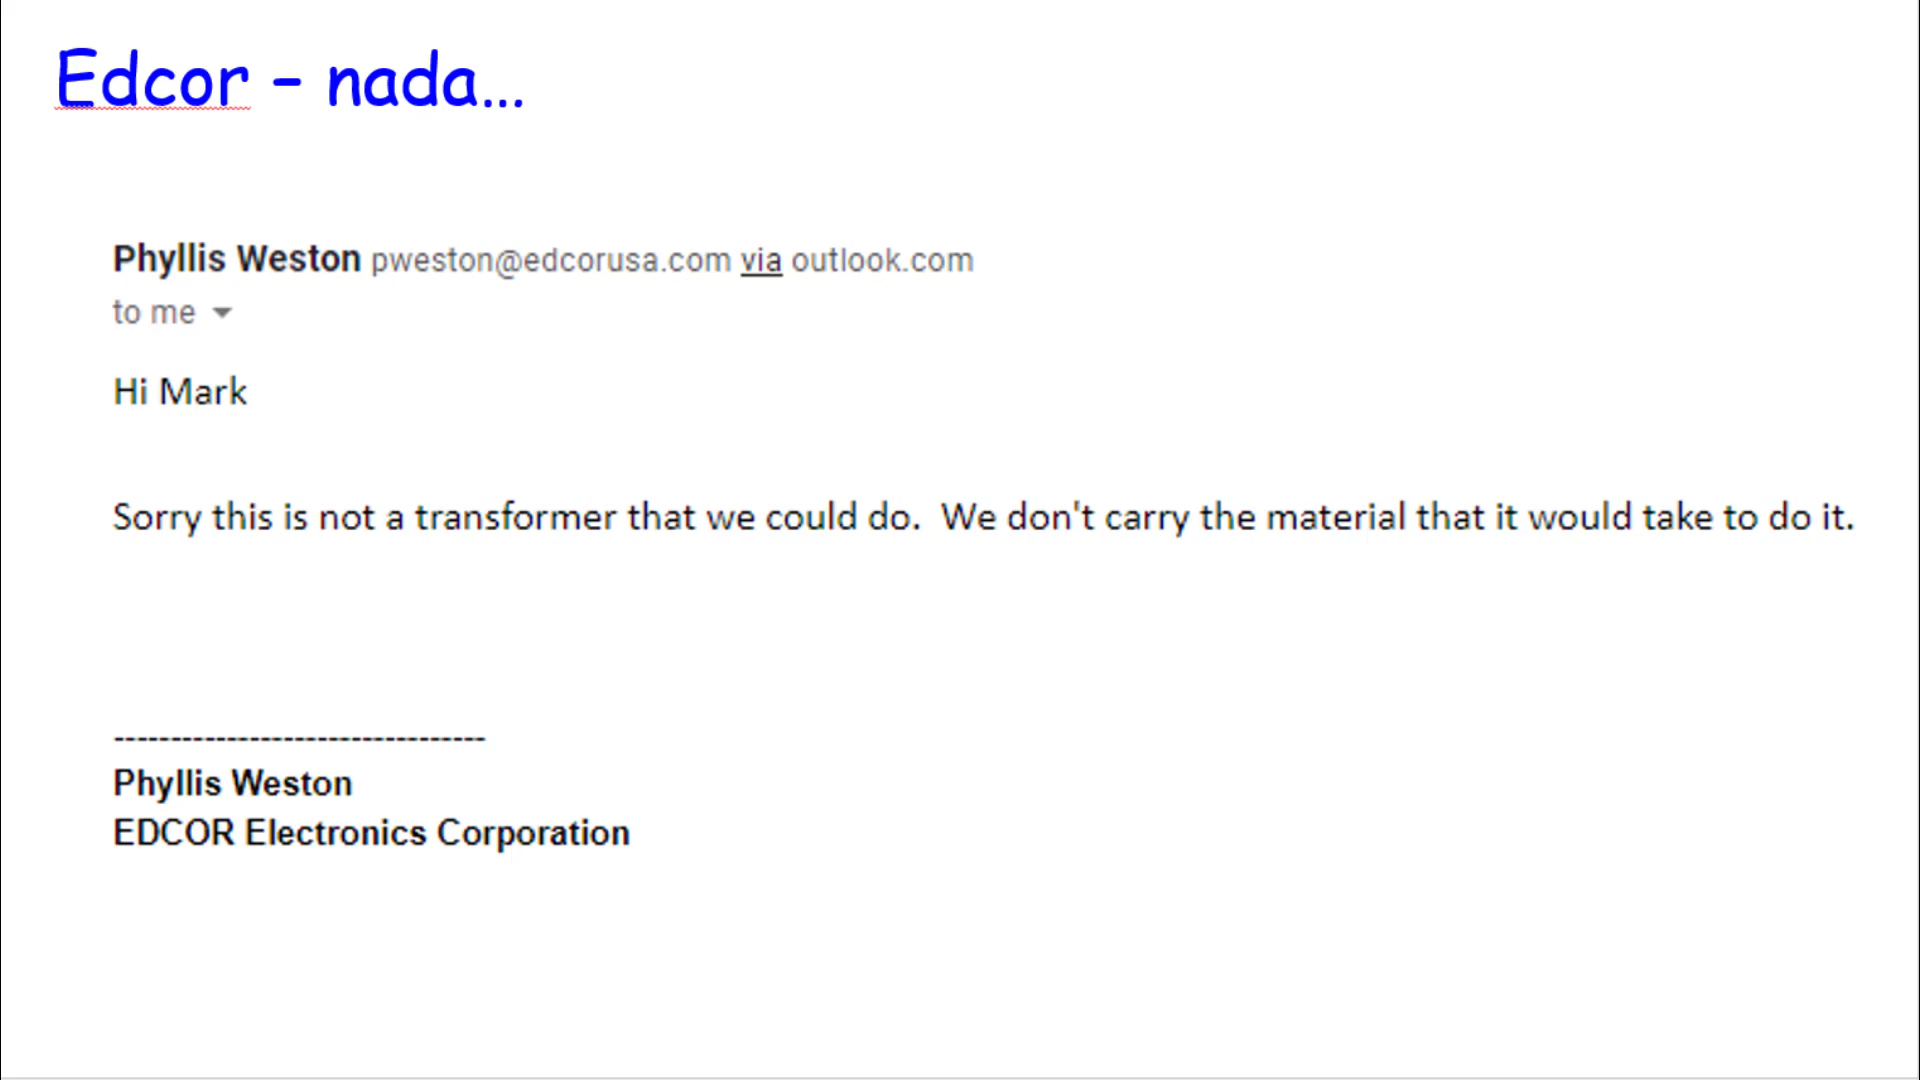 Edcor – nada...
Phyllis Weston pweston@edcorusa.com via outlook.com
to me
Hi Mark
Sorry this is not a transformer that we could do.  We don't carry the material that it would take to do it.
---------------------------------
Phyllis Weston
EDCOR Electronics Corporation